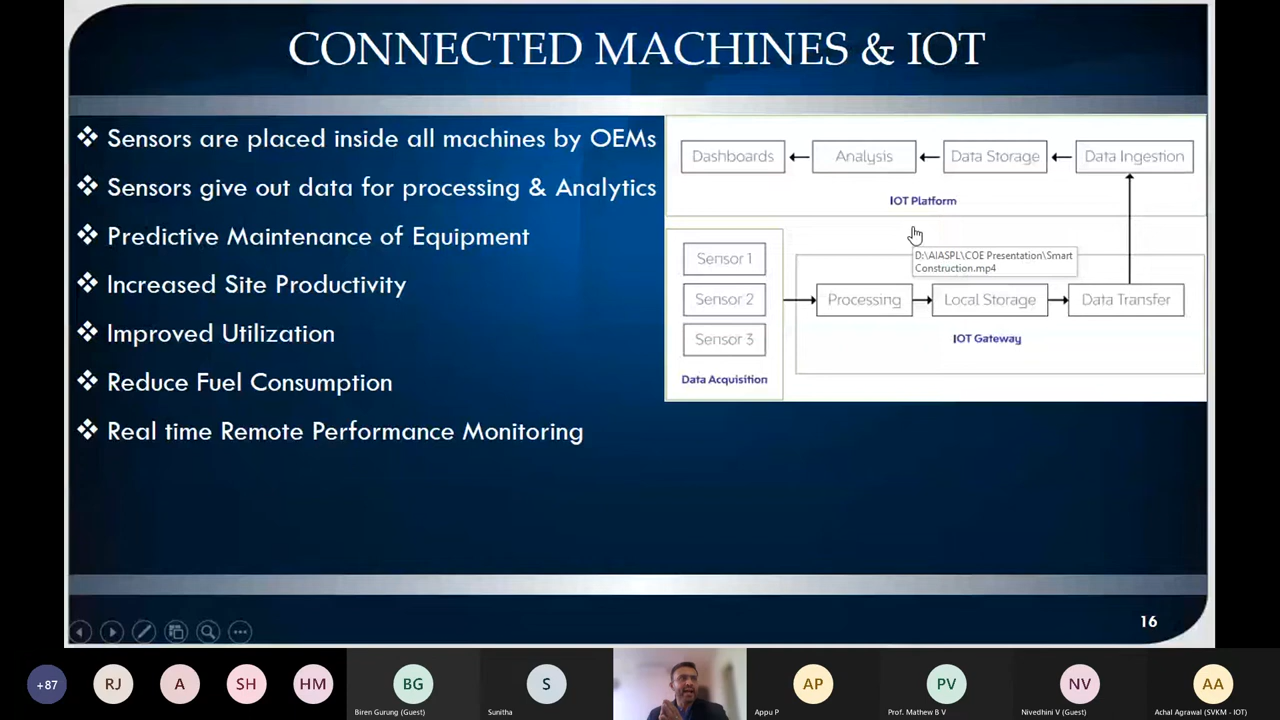 CONNECTED MACHINES & IOT
❖ Sensors are placed inside all machines by OEMs
❖ Sensors give out data for processing & Analytics
❖ Predictive Maintenance of Equipment
❖ Increased Site Productivity
❖ Improved Utilization
❖ Reduce Fuel Consumption
❖ Real time Remote Performance Monitoring
Dashboards Analysis Data Storage Data Ingestion
IOT Platform
D:\AIASPL\COE Presentation\Smart
Construction.mp4
Sensor 1
Sensor 2
Sensor 3
Data Acquisition
Processing Local Storage Data Transfer
IOT Gateway
16
+87 RJ A SH HM BG S AP PV NV AA
Biren Gurung (Guest) Sunitha Appu P Prof. Mathew B V Nivedhini V (Guest) Achal Agrawal (SVKM - IOT)